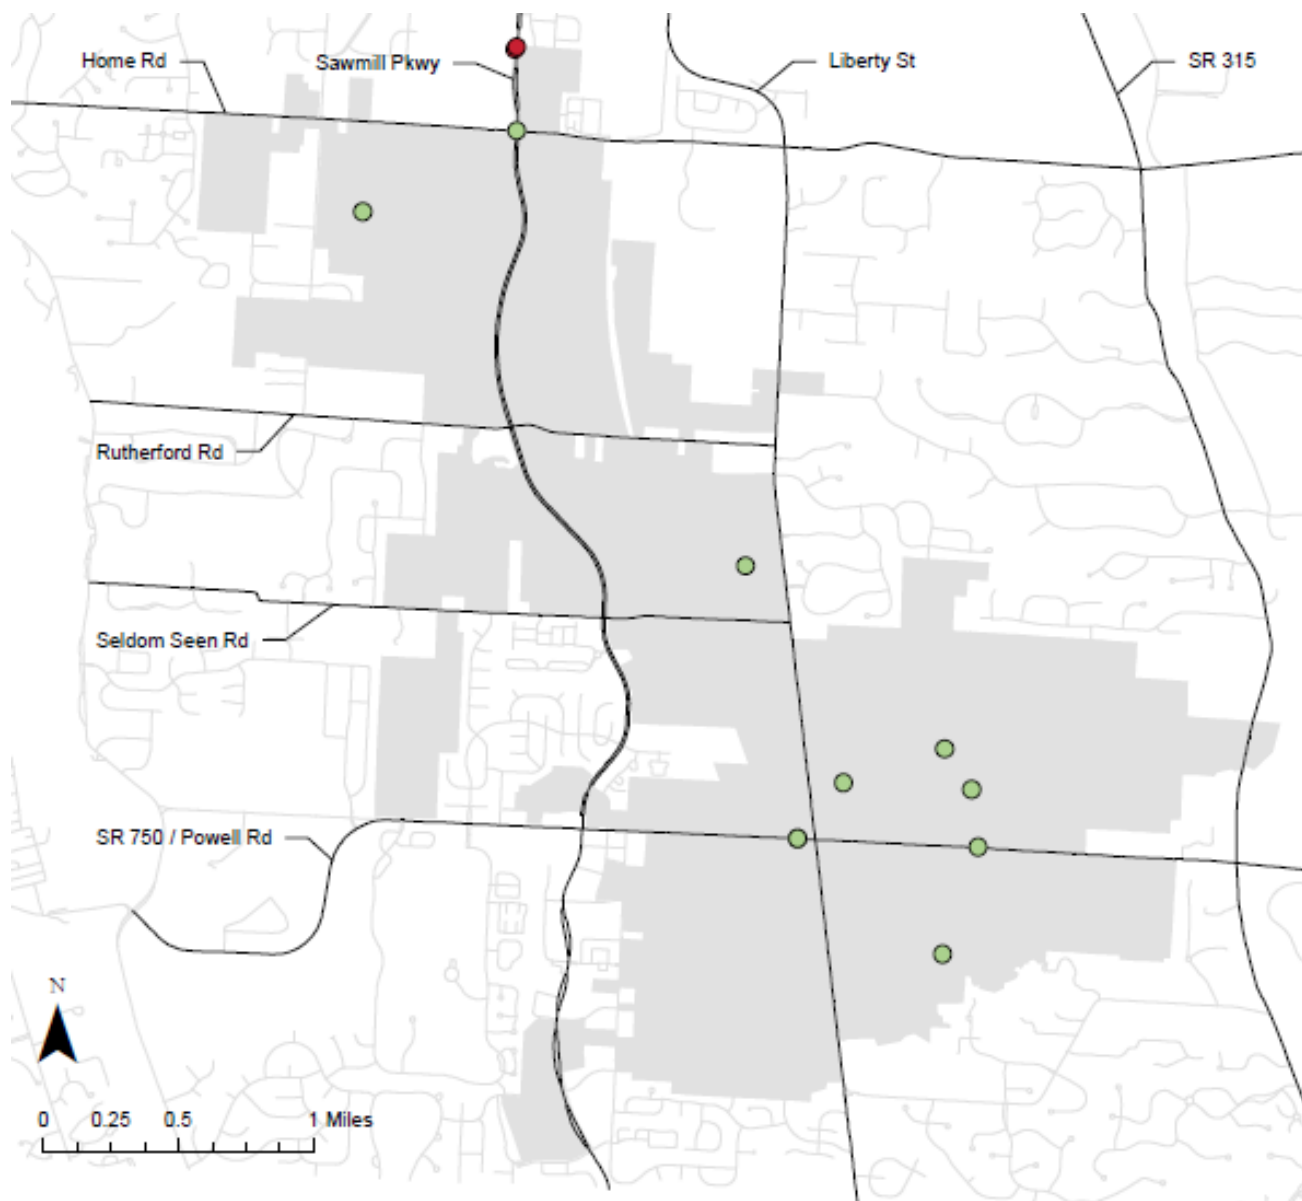 Home Rd
Sawmill Pkwy
Liberty St
SR 315
Rutherford Rd
Seldom Seen Rd
SR 750 / Powell Rd
N
0 0.25 0.5 1 Miles